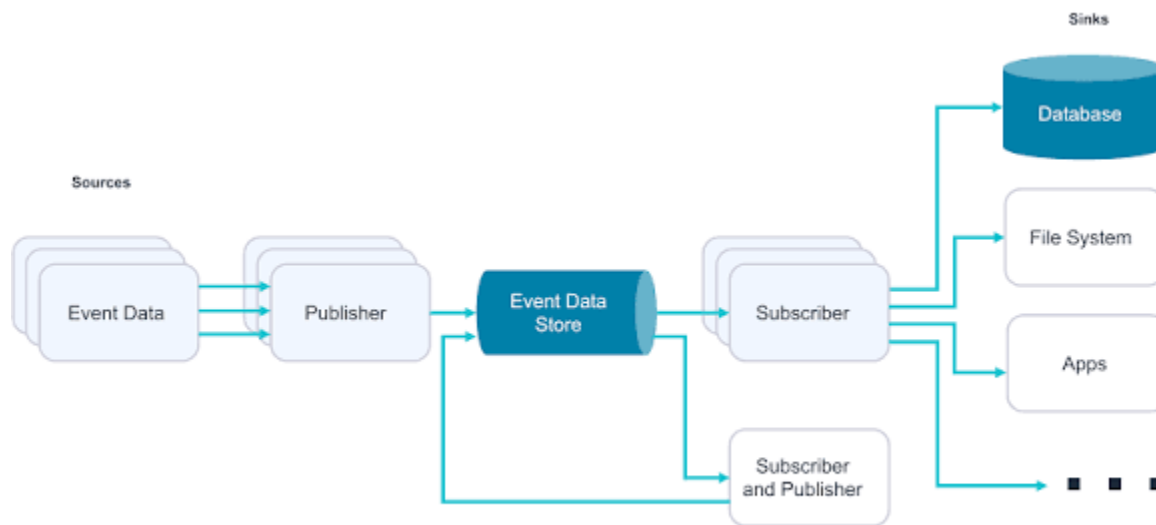 Sinks
Database
Sources
File System
Event Data
Publisher
Event Data
Store
Subscriber
Apps
Subscriber
and Publisher